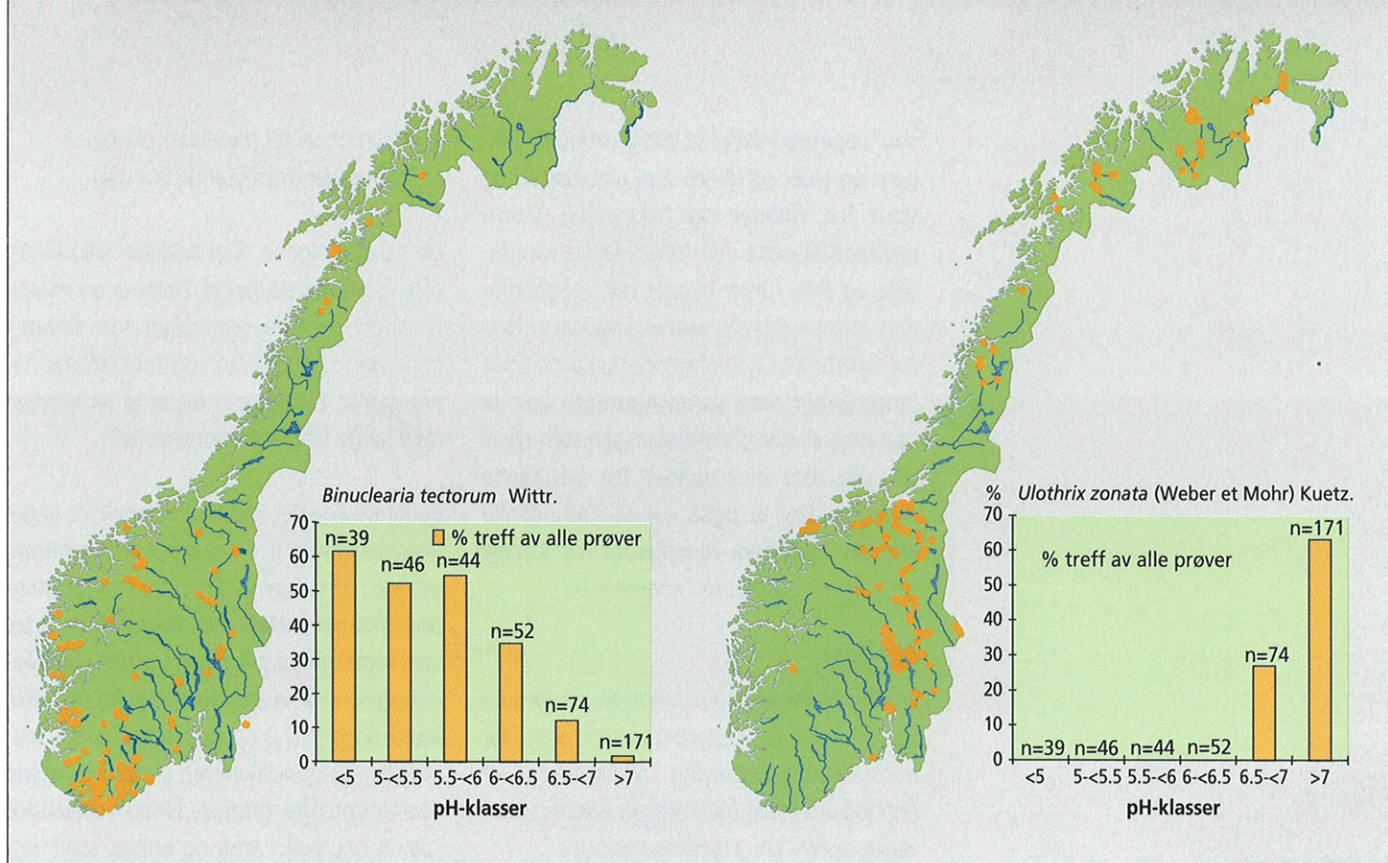 Binuclearia tectorum Wittr.
70
60
50
40
30
20
10
0
% treff av alle prøver
n=39
n=46
n=44
n=52
n=74
n=171
<5
5-<5.5
5.5-<6
6-<6.5
6.5-<7
>7
pH-klasser
% Ulothrix zonata (Weber et Mohr) Kuetz.
70
60
50
40
30
20
10
0
% treff av alle prøver
n=39
n=46
n=44
n=52
n=74
n=171
<5
5-<5.5
5.5-<6
6-<6.5
6.5-<7
>7
pH-klasser